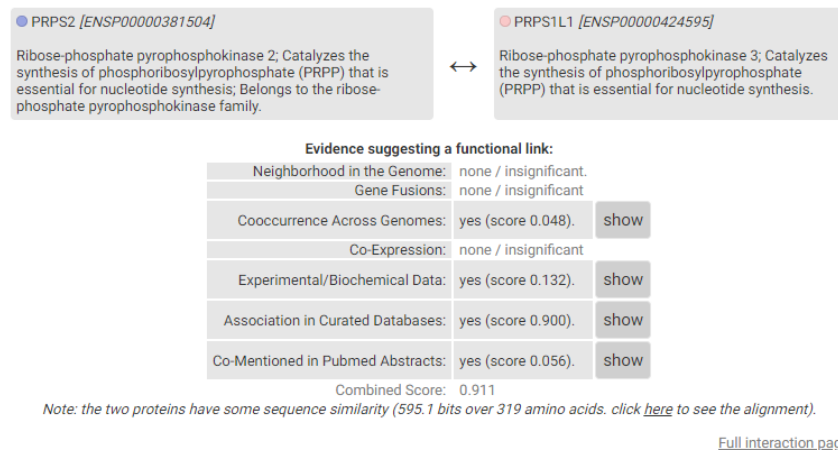 PRPS2 [ENSP00000381504]
Ribose-phosphate pyrophosphokinase 2; Catalyzes the
synthesis of phosphoribosylpyrophosphate (PRPP) that is
essential for nucleotide synthesis; Belongs to the ribose-
phosphate pyrophosphokinase family.
↔
PRPS1L1 [ENSP00000424595]
Ribose-phosphate pyrophosphokinase 3; Catalyzes
the synthesis of phosphoribosylpyrophosphate
(PRPP) that is essential for nucleotide synthesis.
Evidence suggesting a functional link:
Neighborhood in the Genome: none / insignificant.
Gene Fusions: none / insignificant
Cooccurrence Across Genomes: yes (score 0.048). show
Co-Expression: none / insignificant
Experimental/Biochemical Data: yes (score 0.132). show
Association in Curated Databases: yes (score 0.900). show
Co-Mentioned in Pubmed Abstracts: yes (score 0.056). show
Combined Score: 0.911
Note: the two proteins have some sequence similarity (595.1 bits over 319 amino acids. click here to see the alignment).
Full interaction pag